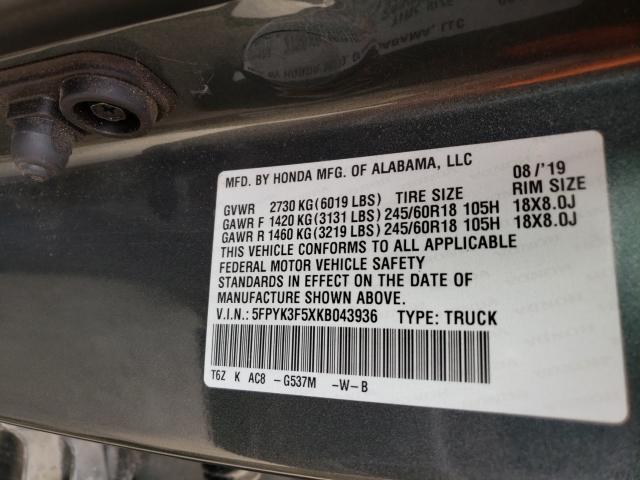 MFD. BY HONDA MFG. OF ALABAMA, LLC 08/'19
GVWR 2730 KG(6019 LBS) TIRE SIZE RIM SIZE
GAWR F 1420 KG(3131 LBS) 245/60R18 105H 18X8.0J
GAWR R 1460 KG(3219 LBS) 245/60R18 105H 18X8.0J
THIS VEHICLE CONFORMS TO ALL APPLICABLE
FEDERAL MOTOR VEHICLE SAFETY
STANDARDS IN EFFECT ON THE DATE OF
MANUFACTURE SHOWN ABOVE.
V.I.N.: 5FPYK3F5XKB043936 TYPE: TRUCK
T6Z K AC8 -G537M -W-B